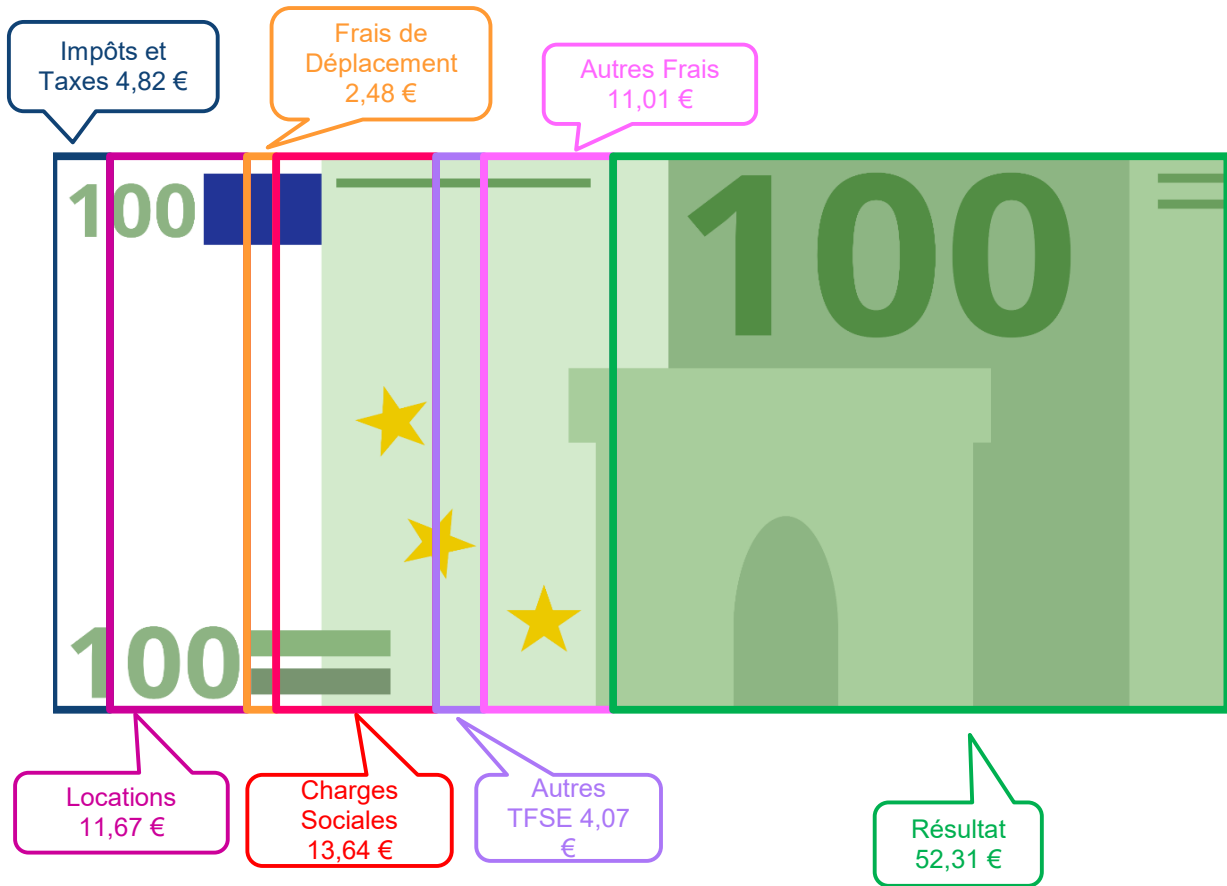 Impôts et
Taxes 4,82 €
Frais de
Déplacement
2,48 €
Autres Frais
11,01 €
100
100
100
Locations
11,67 €
Charges
Sociales
13,64 €
Autres
TFSE 4,07
€
Résultat
52,31 €